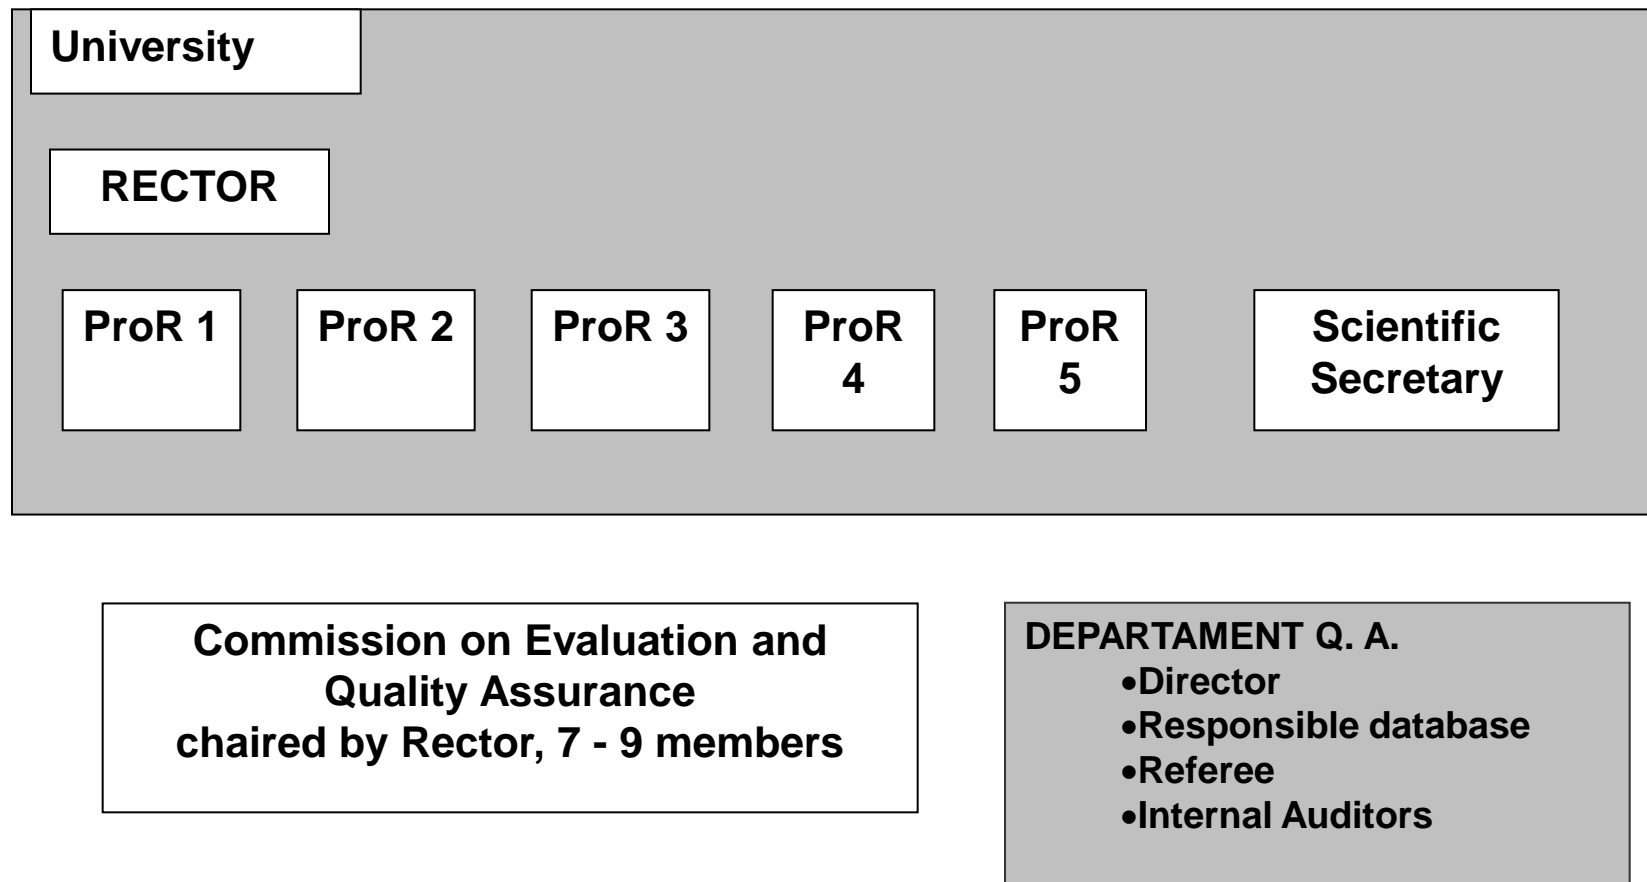 University
RECTOR
ProR 1
ProR 2
ProR 3
ProR
4
ProR
5
Scientific
Secretary
Commission on Evaluation and
Quality Assurance
chaired by Rector, 7 - 9 members
DEPARTAMENT Q. A.
•Director
•Responsible database
•Referee
•Internal Auditors